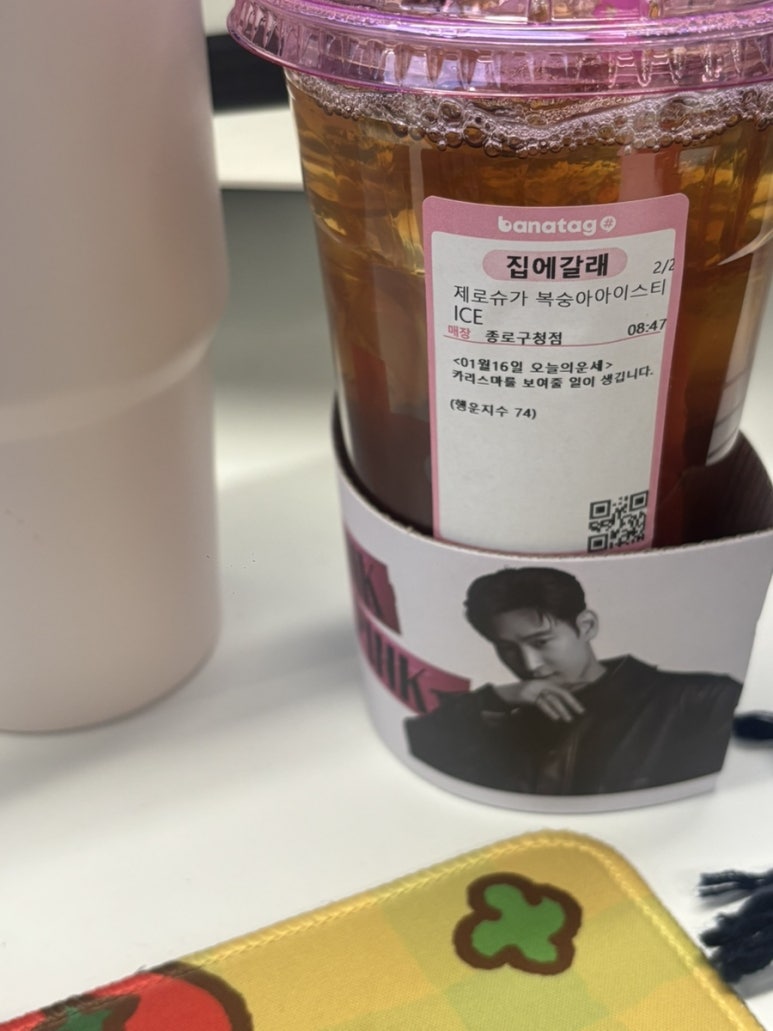 banatag #
집에갈래
2/2
제로슈가 복숭아아이스티
ICE
매장 종로구청점 08:47
<01월16일 오늘의운세>
카리스마를 보여줄 일이 생깁니다.
(행운지수 74)